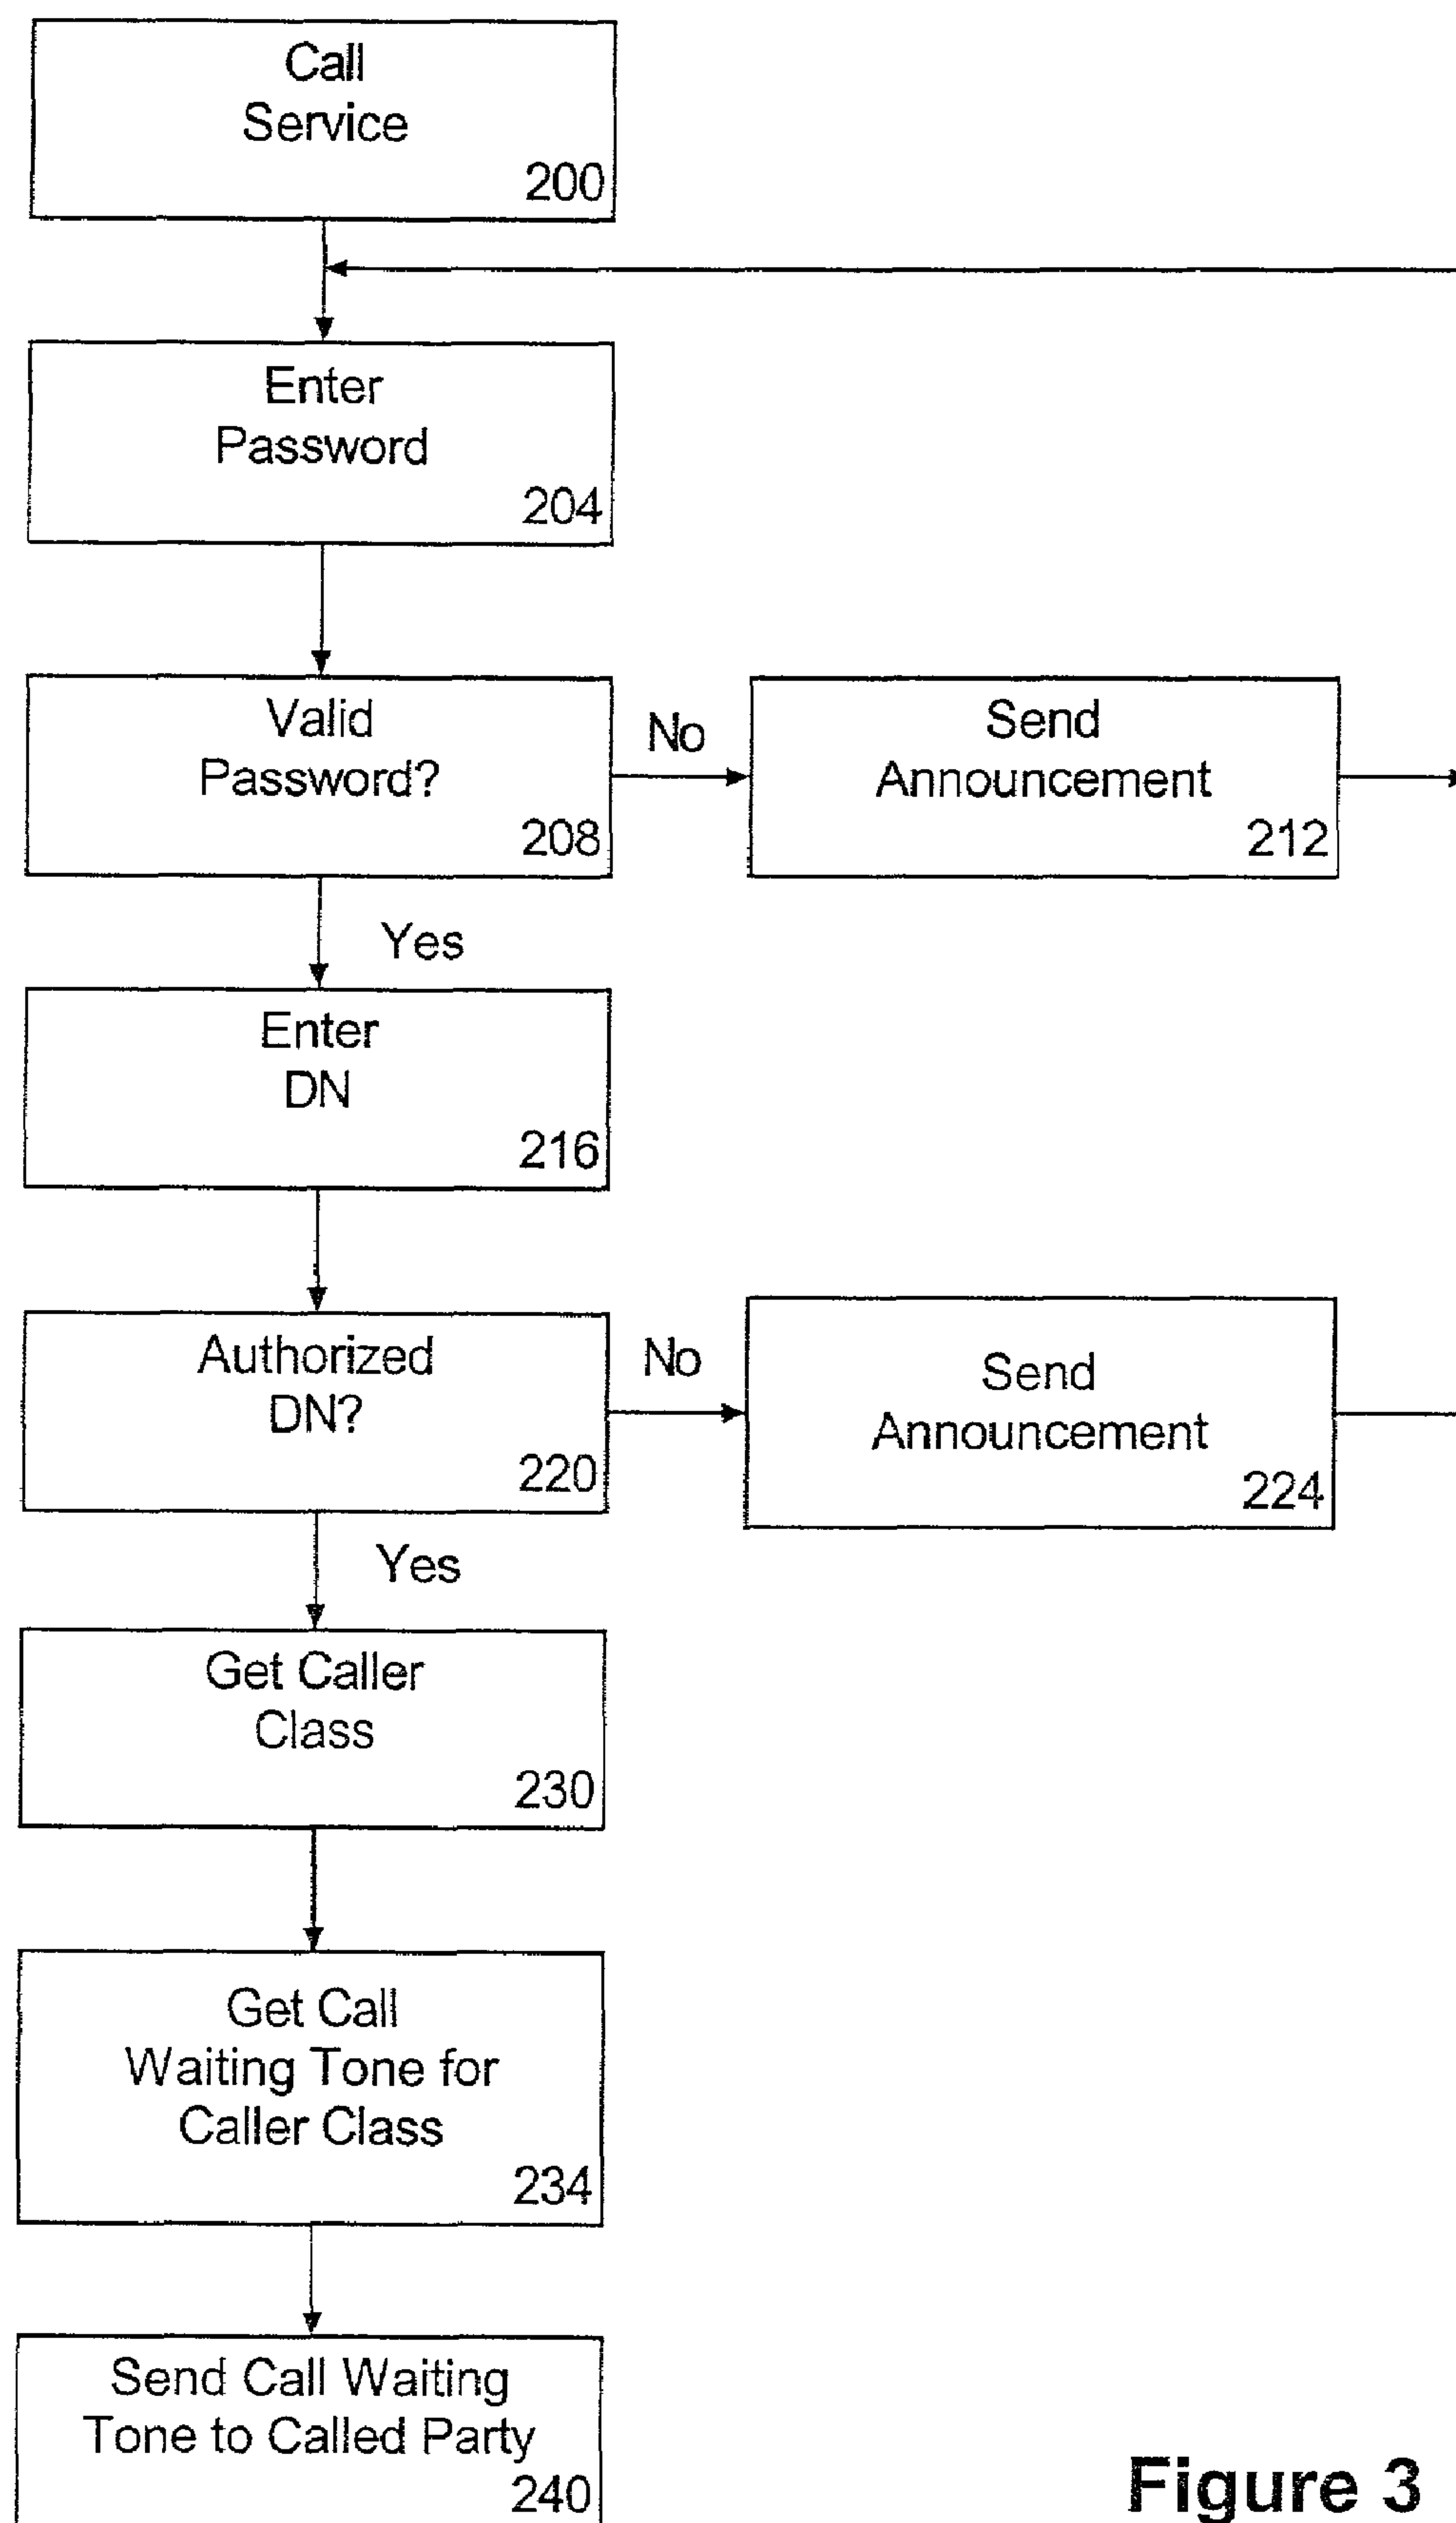 Call
Service
200
Enter
Password
204
Valid
Password?
208
No
Send
Announcement
212
Yes
Enter
DN
216
Authorized
DN?
220
No
Send
Announcement
224
Yes
Get Caller
Class
230
Get Call
Waiting Tone for
Caller Class
234
Send Call Waiting
Tone to Called Party
240
Figure 3